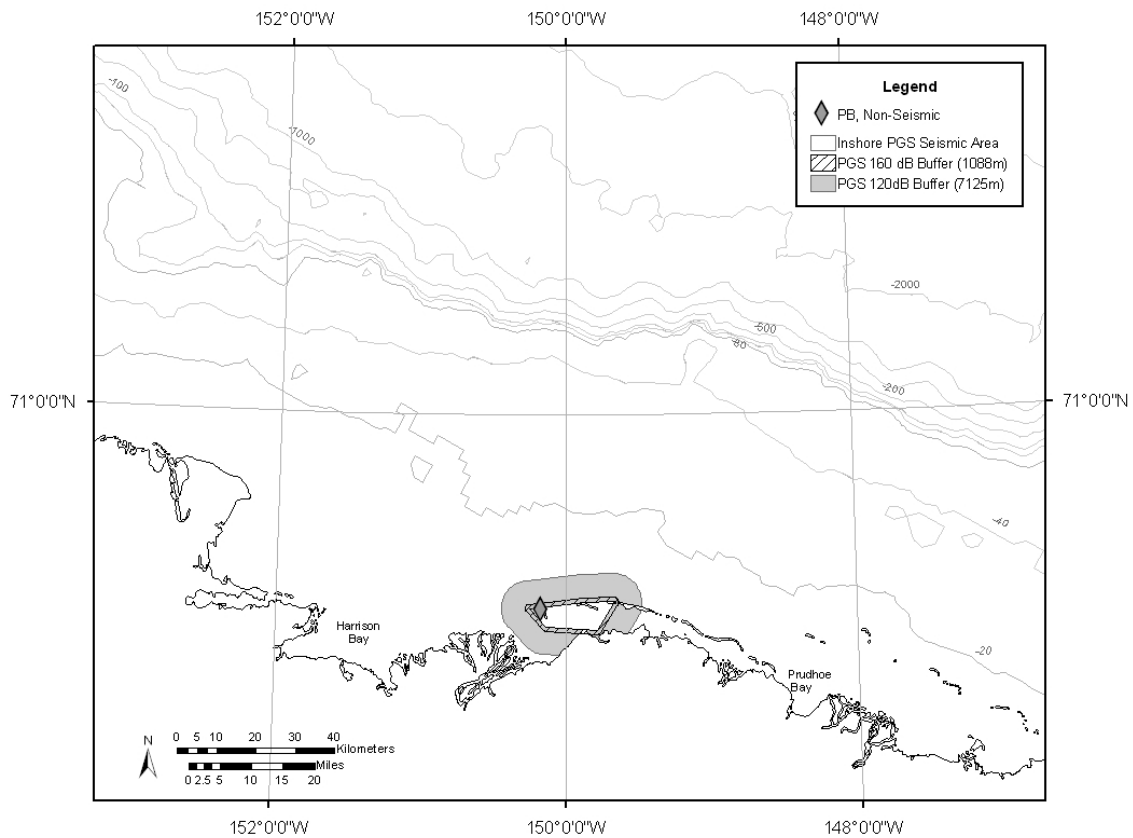 152°0'0"W 150°0'0"W 148°0'0"W
Legend
PB, Non-Seismic
Inshore PGS Seismic Area
PGS 160 dB Buffer (1088m)
PGS 120dB Buffer (7125m)
-100
-1000
-2000
-500
-80
-200
71°0'0"N 71°0'0"N
-40
Harrison
Bay
-20
Prudhoe
Bay
N
0 5 10 20 30 40
Kilometers
Miles
0 2.5 5 10 15 20
152°0'0"W 150°0'0"W 148°0'0"W